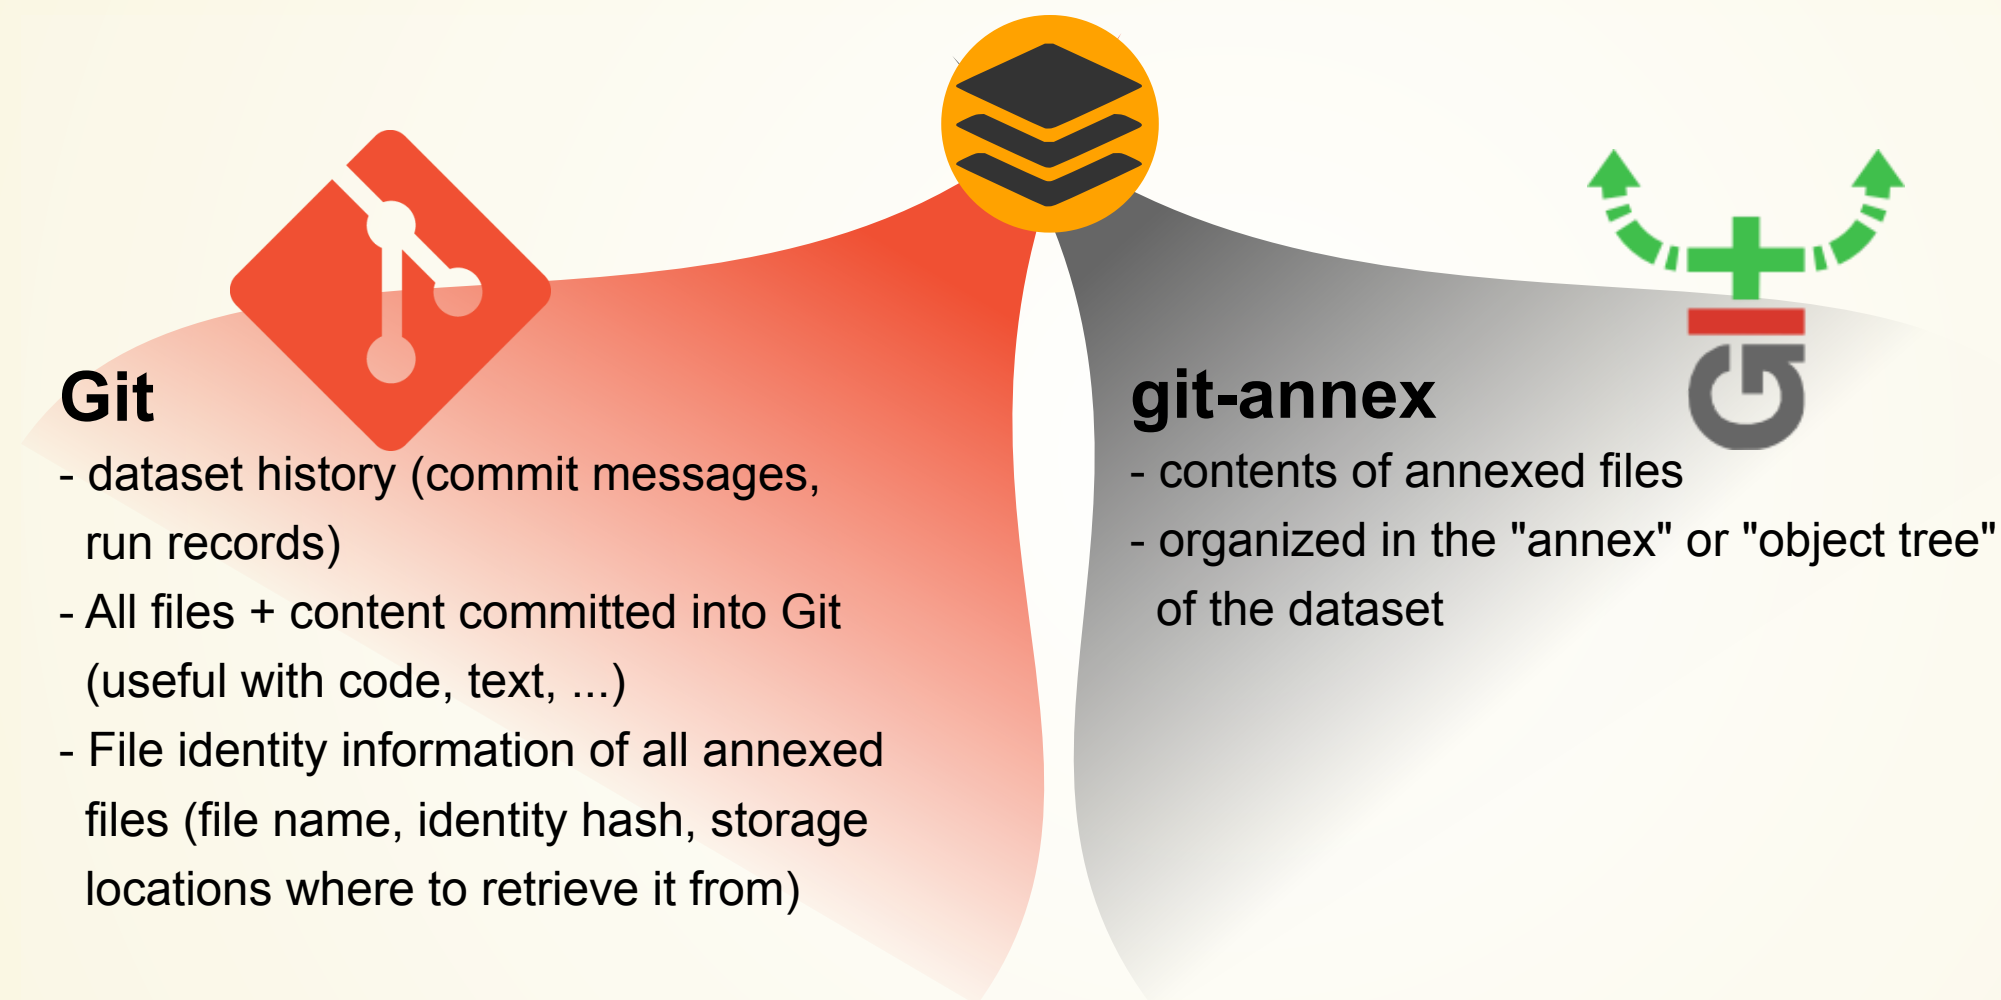 Git
- dataset history (commit messages,
run records)
- All files + content committed into Git
(useful with code, text, ...)
- File identity information of all annexed
files (file name, identity hash, storage
locations where to retrieve it from)
git
git-annex
- contents of annexed files
- organized in the "annex" or "object tree"
of the dataset